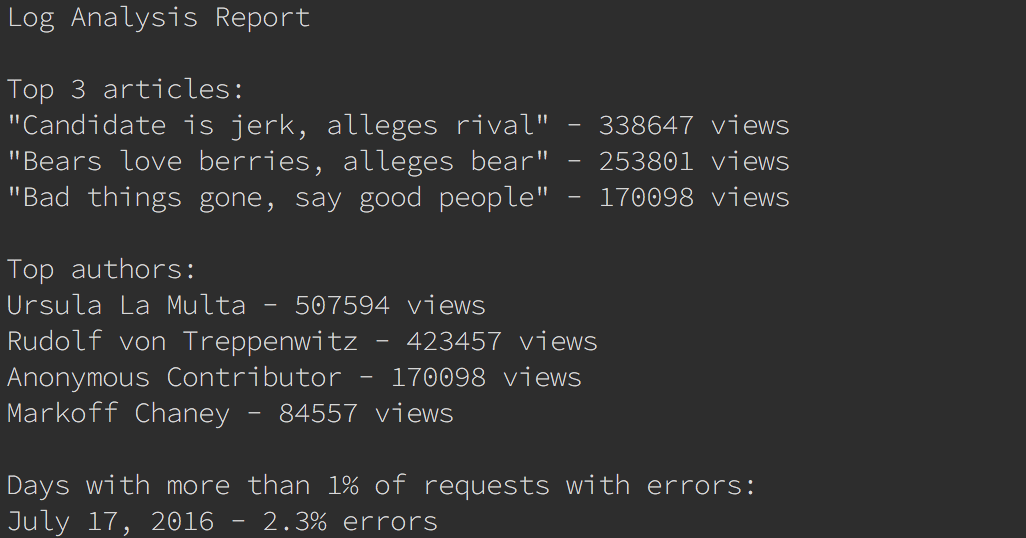 Log Analysis Report
Top 3 articles:
"Candidate is jerk, alleges rival" - 338647 views
"Bears love berries, alleges bear" - 253801 views
"Bad things gone, say good people" - 170098 views
Top authors:
Ursula La Multa - 507594 views
Rudolf von Treppenwitz - 423457 views
Anonymous Contributor - 170098 views
Markoff Chaney - 84557 views
Days with more than 1% of requests with errors:
July 17, 2016 - 2.3% errors